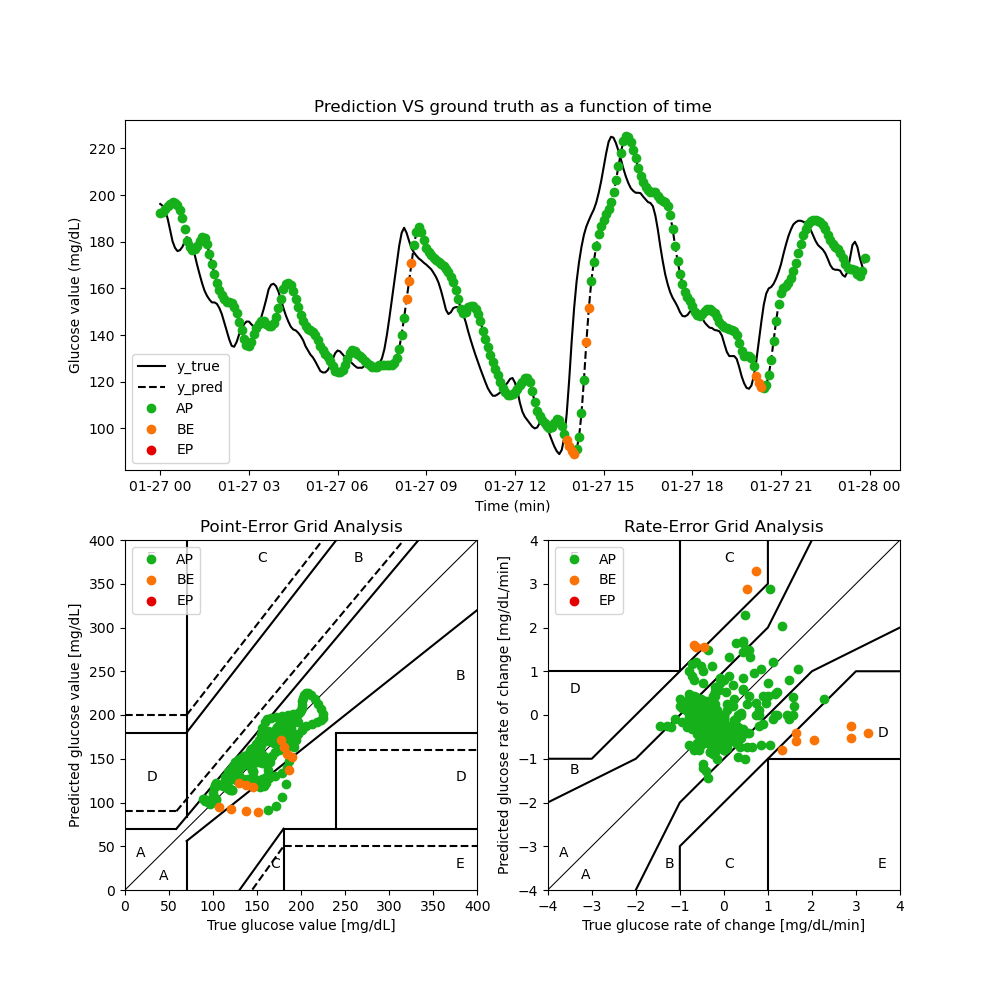 Prediction VS ground truth as a function of time
Glucose value (mg/dL)
220
200
180
160
140
120
100
y_true
y_pred
AP
BE
EP
01-27 00 01-27 03 01-27 06 01-27 09 01-27 12 01-27 15 01-27 18 01-27 21 01-28 00
Time (min)
Point-Error Grid Analysis
Predicted glucose value [mg/dL]
400
350
300
250
200
150
100
50
0
AP
BE
EP
C
B
B
D
D
A
A
C
E
0 50 100 150 200 250 300 350 400
True glucose value [mg/dL]
Rate-Error Grid Analysis
Predicted glucose rate of change [mg/dL/min]
4
3
2
1
0
−1
−2
−3
−4
AP
BE
EP
C
D
D
B
A
A
B
C
E
−4 −3 −2 −1 0 1 2 3 4
True glucose rate of change [mg/dL/min]